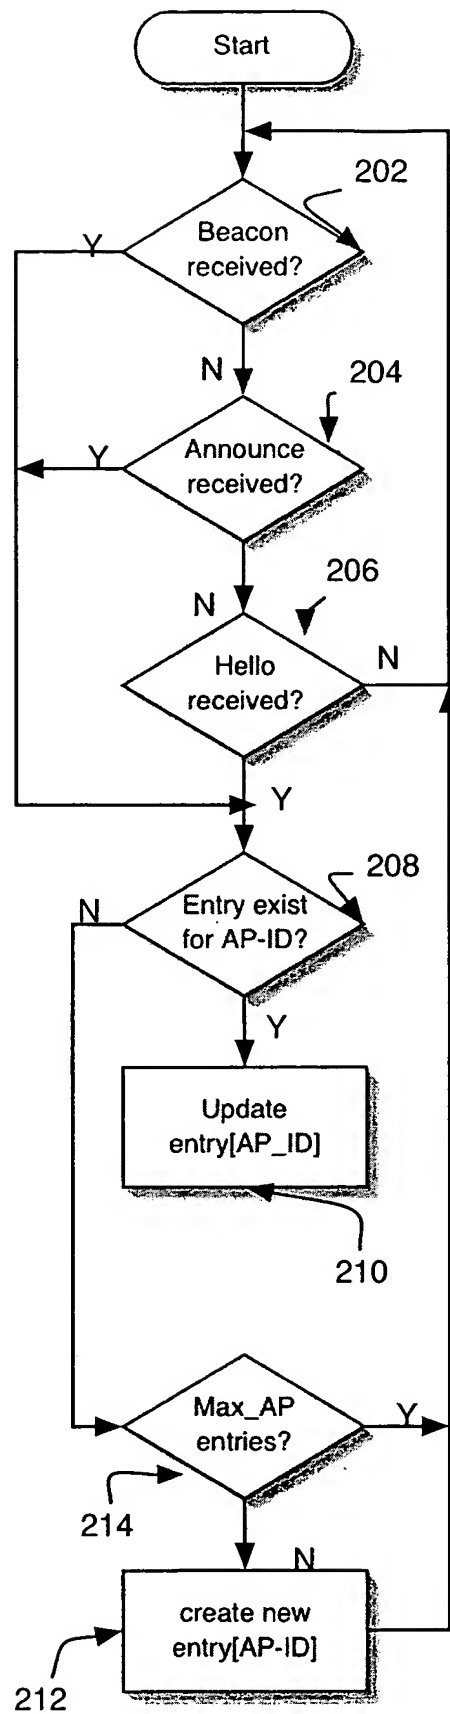 Start
202
Beacon
received?
Y
N
204
Announce
received?
Y
206
N
Hello
received?
N
Y
208
Entry exist
for AP-ID?
N
Y
Update
entry[AP_ID]
210
Max_AP
entries?
Y
214
N
create new
entry[AP-ID]
212